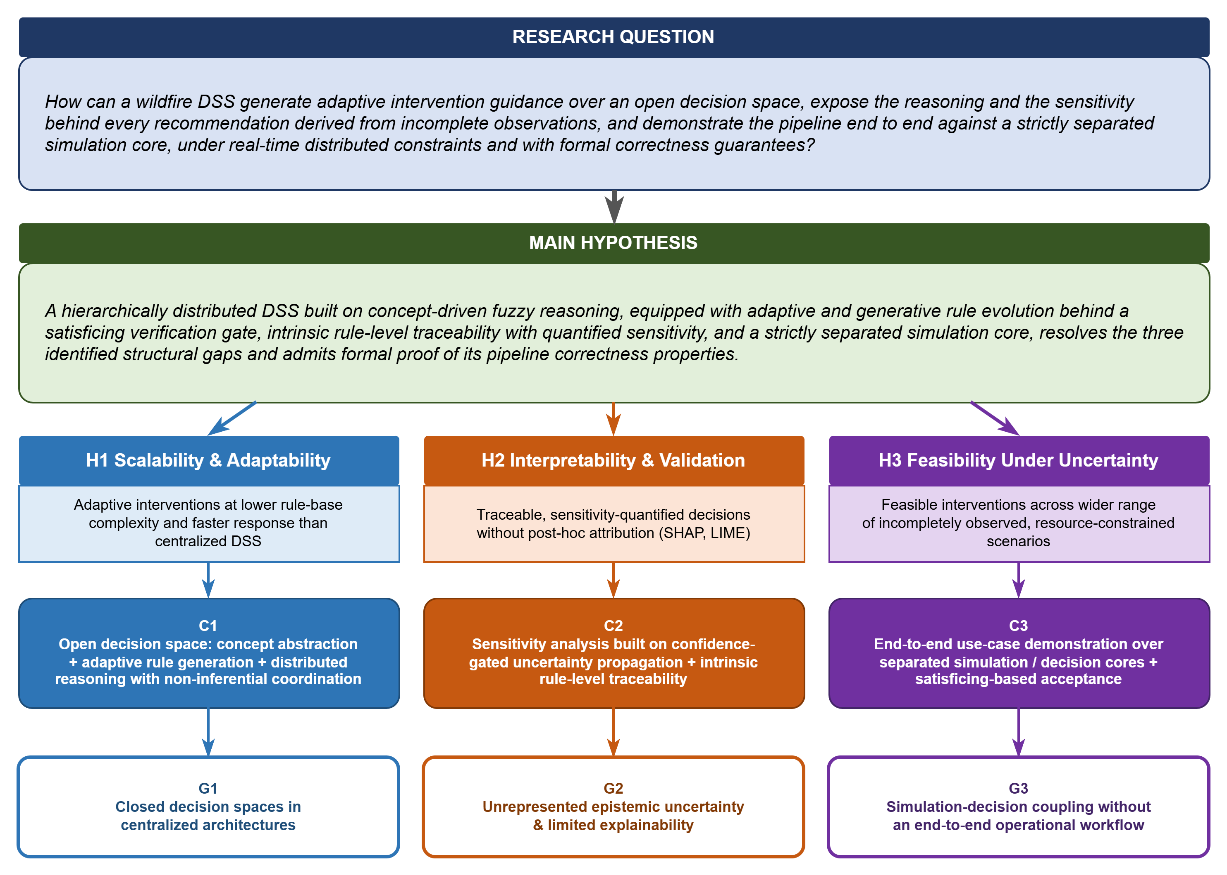 RESEARCH QUESTION
How can a wildfire DSS generate adaptive intervention guidance over an open decision space, expose the reasoning and the sensitivity
behind every recommendation derived from incomplete observations, and demonstrate the pipeline end to end against a strictly separated
simulation core, under real-time distributed constraints and with formal correctness guarantees?
MAIN HYPOTHESIS
A hierarchically distributed DSS built on concept-driven fuzzy reasoning, equipped with adaptive and generative rule evolution behind a
satisficing verification gate, intrinsic rule-level traceability with quantified sensitivity, and a strictly separated simulation core, resolves the three
identified structural gaps and admits formal proof of its pipeline correctness properties.
H1 Scalability & Adaptability
Adaptive interventions at lower rule-base
complexity and faster response than
centralized DSS
C1
Open decision space: concept abstraction
+ adaptive rule generation + distributed
reasoning with non-inferential coordination
G1
Closed decision spaces in
centralized architectures
H2 Interpretability & Validation
Traceable, sensitivity-quantified decisions
without post-hoc attribution (SHAP, LIME)
C2
Sensitivity analysis built on confidence-
gated uncertainty propagation + intrinsic
rule-level traceability
G2
Unrepresented epistemic uncertainty
& limited explainability
H3 Feasibility Under Uncertainty
Feasible interventions across wider range
of incompletely observed, resource-constrained
scenarios
C3
End-to-end use-case demonstration over
separated simulation / decision cores +
satisficing-based acceptance
G3
Simulation-decision coupling without
an end-to-end operational workflow